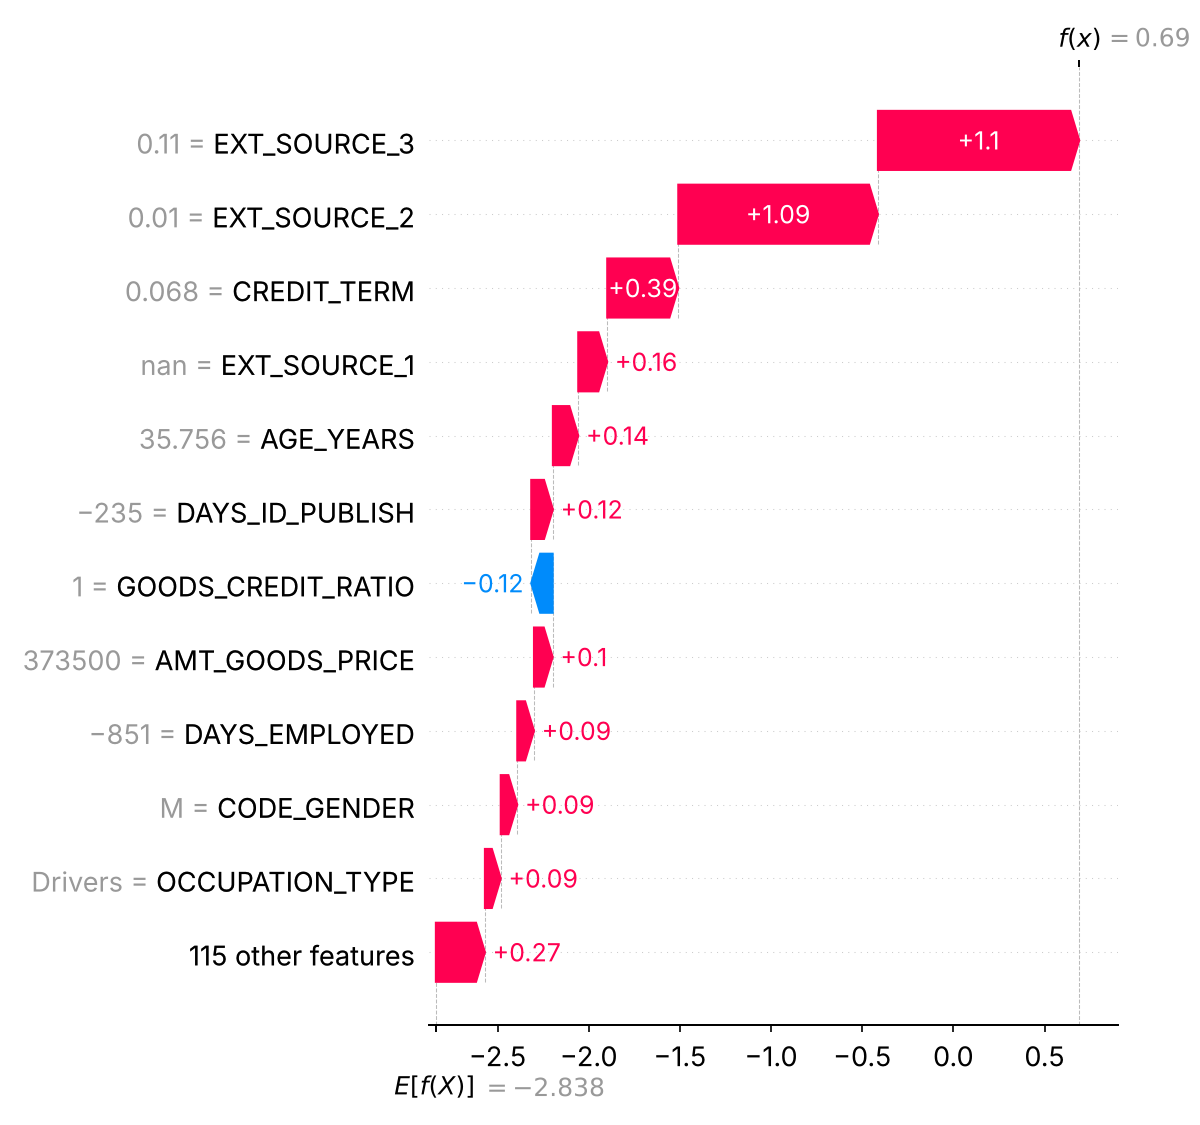 f(x) = 0.69
0.11 = EXT_SOURCE_3
+1.1
0.01 = EXT_SOURCE_2
+1.09
0.068 = CREDIT_TERM
+0.39
nan = EXT_SOURCE_1
+0.16
35.756 = AGE_YEARS
+0.14
−235 = DAYS_ID_PUBLISH
+0.12
1 = GOODS_CREDIT_RATIO
−0.12
373500 = AMT_GOODS_PRICE
+0.1
−851 = DAYS_EMPLOYED
+0.09
M = CODE_GENDER
+0.09
Drivers = OCCUPATION_TYPE
+0.09
115 other features
+0.27
−2.5 −2.0 −1.5 −1.0 −0.5 0.0 0.5
E[f(X)] = −2.838